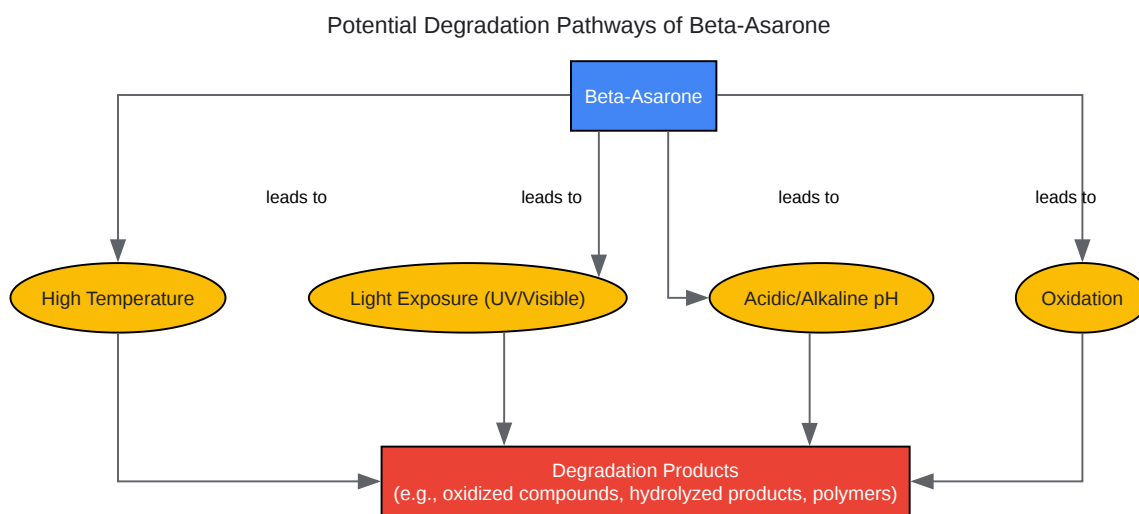 Potential Degradation Pathways of Beta-Asarone
Beta-Asarone
leads to
leads to
leads to
leads to
High Temperature
Light Exposure (UV/Visible)
Acidic/Alkaline pH
Oxidation
Degradation Products
(e.g., oxidized compounds, hydrolyzed products, polymers)